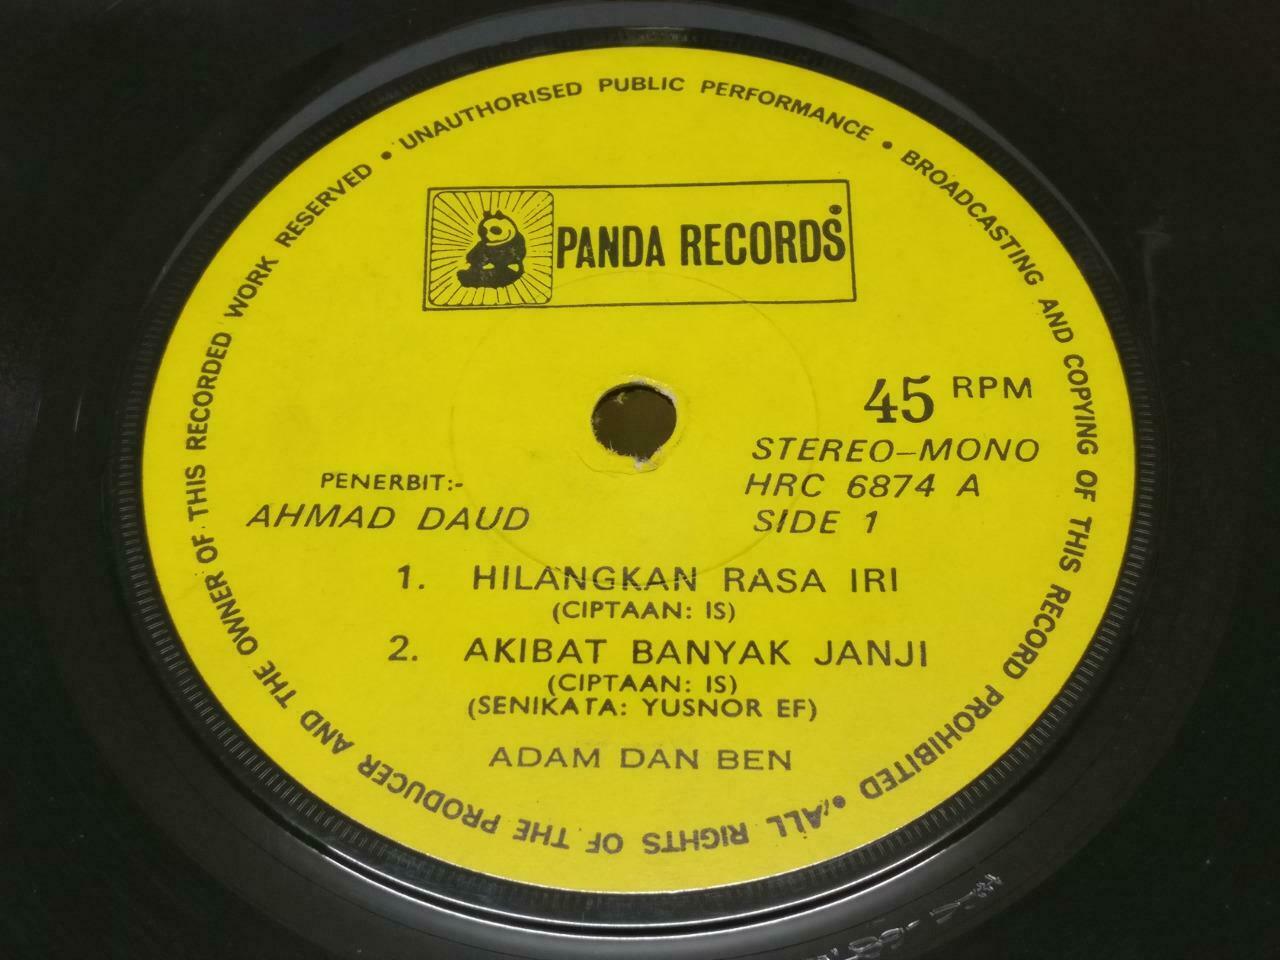 UNAUTHORISED PUBLIC PERFORMANCE • BROADCASTING AND COPYING OF THIS RECORD PROHIBITED • ALL RIGHTS OF THE PRODUCER AND THE OWNER OF THIS RECORDED WORK RESERVED •
PANDA RECORDS
45 RPM
STEREO-MONO
HRC 6874 A
SIDE 1
PENERBIT:-
AHMAD DAUD
1. HILANGKAN RASA IRI
(CIPTAAN: IS)
2. AKIBAT BANYAK JANJI
(CIPTAAN: IS)
(SENIKATA: YUSNOR EF)
ADAM DAN BEN